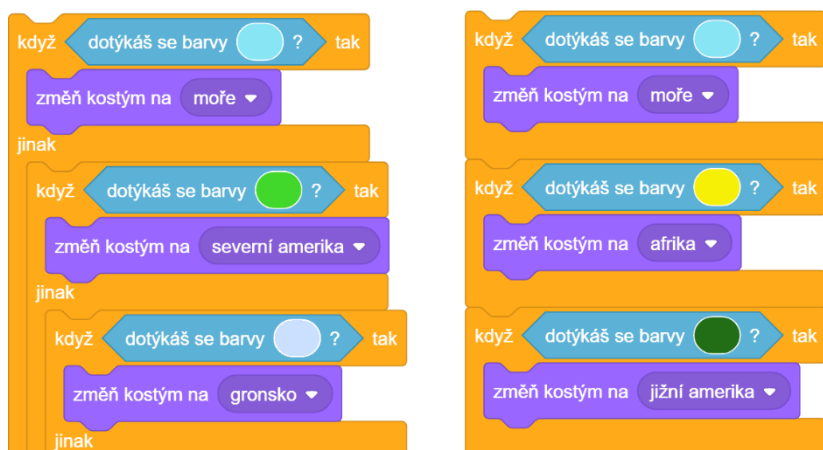 když dotýkáš se barvy ? tak
změň kostým na moře
jinak
když dotýkáš se barvy ? tak
změň kostým na severní amerika
jinak
když dotýkáš se barvy ? tak
změň kostým na gronsko
jinak
když dotýkáš se barvy ? tak
změň kostým na moře
když dotýkáš se barvy ? tak
změň kostým na afrika
když dotýkáš se barvy ? tak
změň kostým na jižní amerika